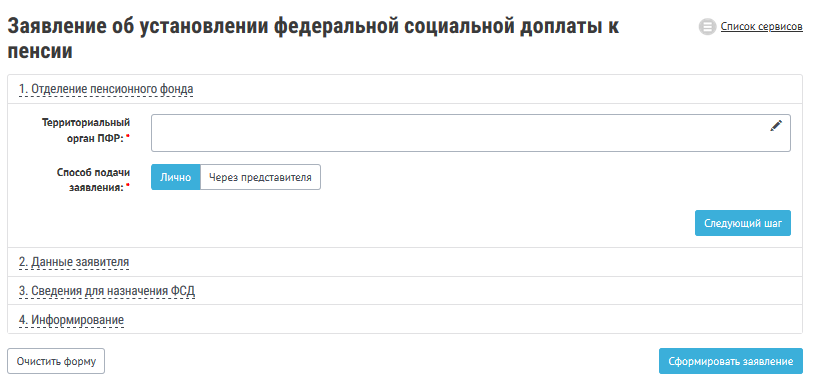 Заявление об установлении федеральной социальной доплаты к
пенсии
Список сервисов
1. Отделение пенсионного фонда
Территориальный
орган ПФР: *
Способ подачи
заявления: *
Лично
Через представителя
Следующий шаг
2. Данные заявителя
3. Сведения для назначения ФСД
4. Информирование
Очистить форму
Сформировать заявление